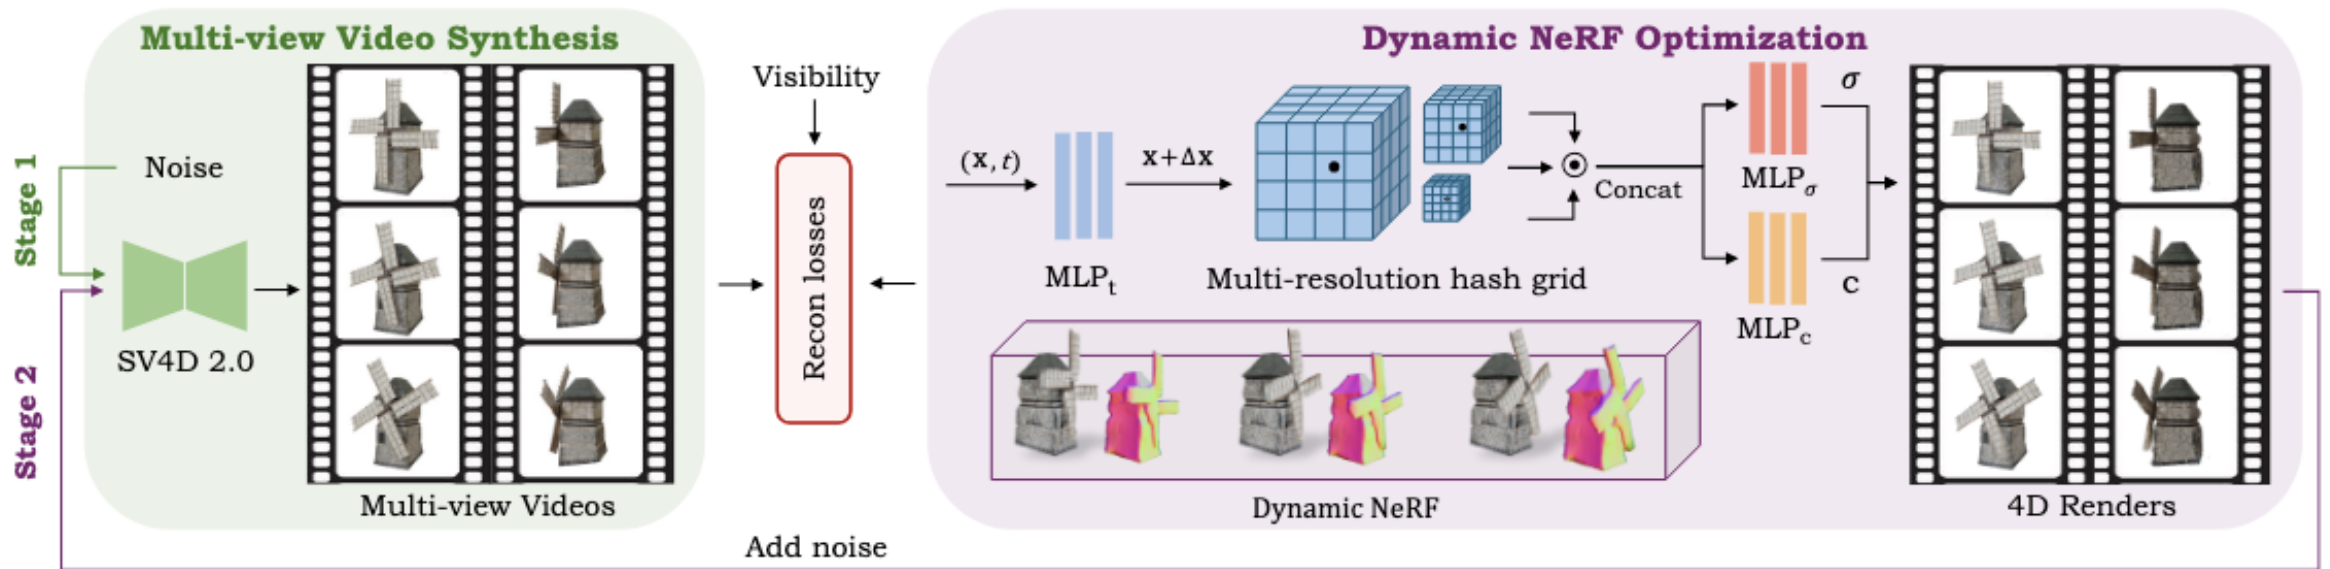 Multi-view Video Synthesis
Stage 1
Noise
SV4D 2.0
Stage 2
Multi-view Videos
Visibility
Recon losses
Dynamic NeRF Optimization
(x, t)
MLPt
x+Δx
Multi-resolution hash grid
Concat
MLPσ
σ
MLPc
c
Dynamic NeRF
4D Renders
Add noise